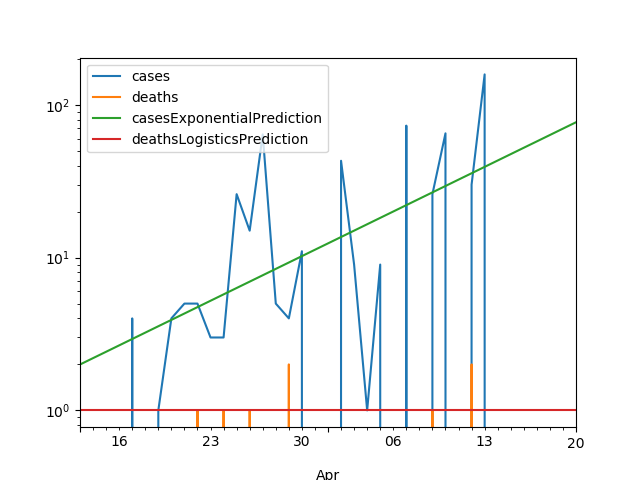 cases
deaths
casesExponentialPrediction
deathsLogisticsPrediction
10²
10¹
10⁰
16 23 30 06 13 20
Apr